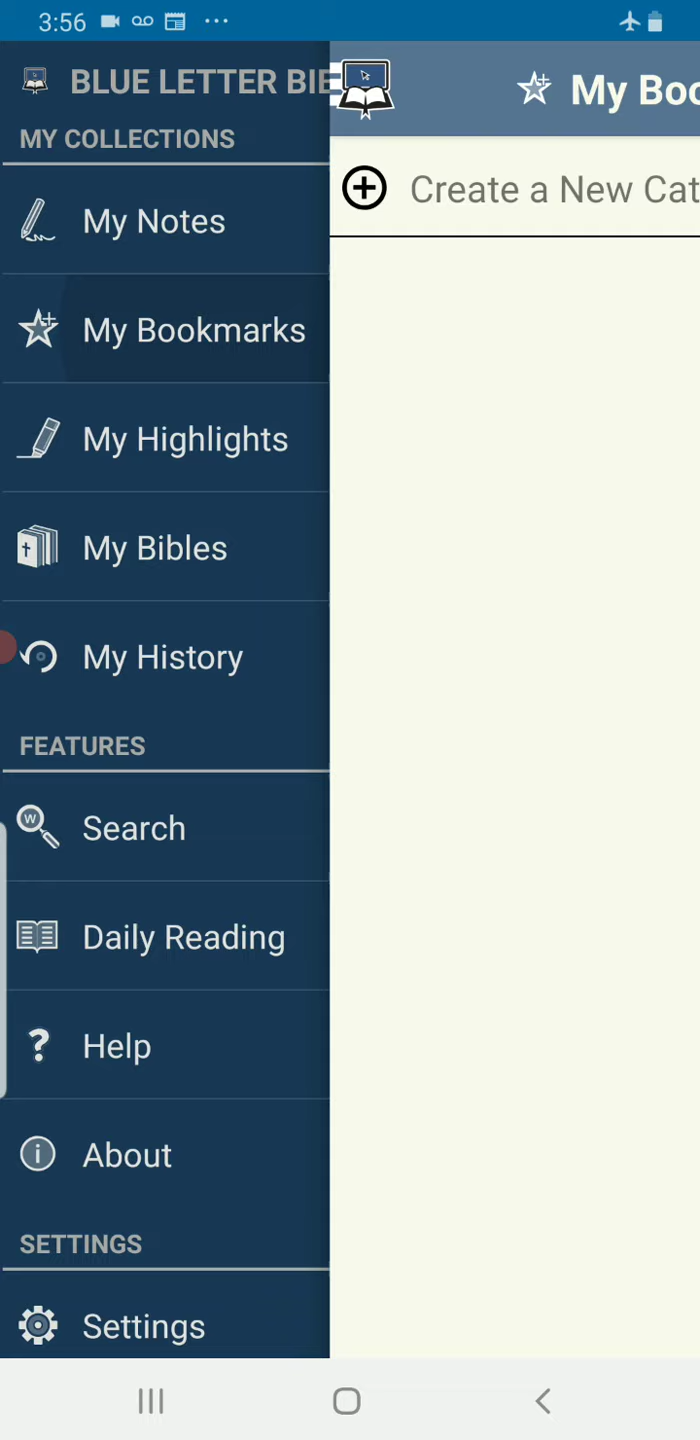 3:56
BLUE LETTER BI
My Boo
MY COLLECTIONS
Create a New Cat
My Notes
My Bookmarks
My Highlights
My Bibles
My History
FEATURES
W
Search
Daily Reading
Help
About
SETTINGS
Settings